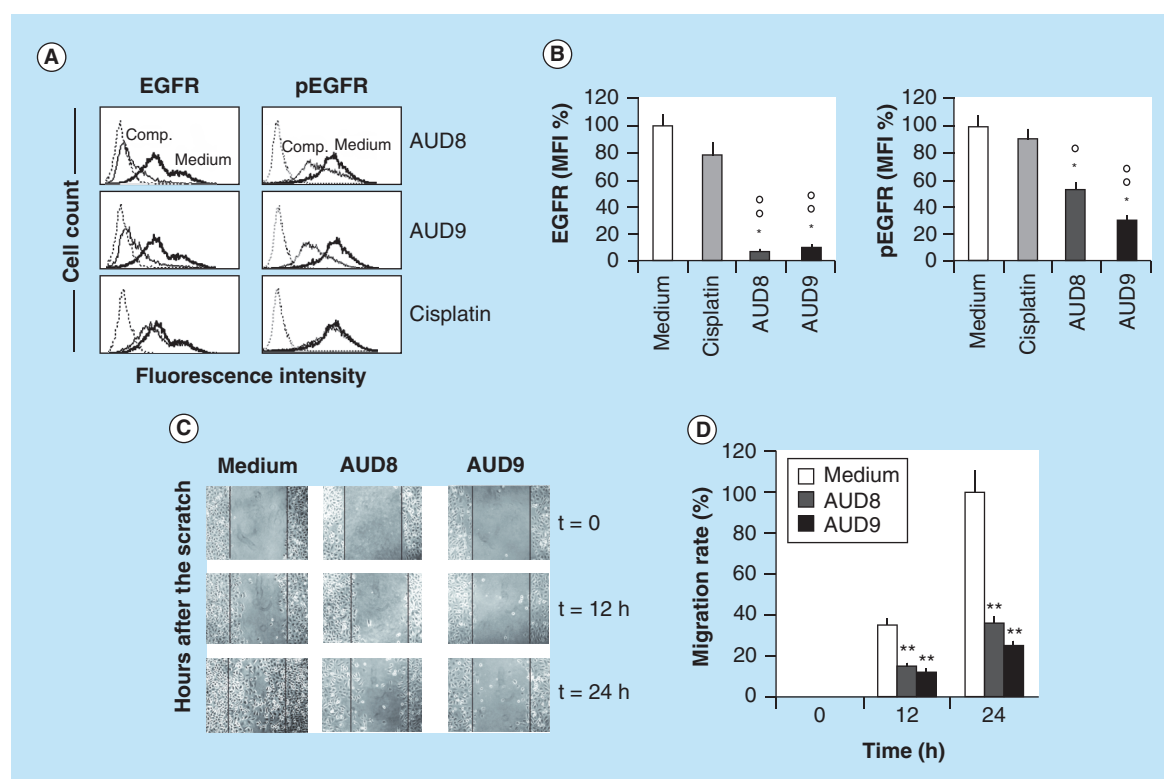 A
EGFR
pEGFR
Comp.
Medium
Comp.
Medium
AUD8
AUD9
Cisplatin
Cell count
Fluorescence intensity
B
EGFR (MFI %)
120
100
80
60
40
20
0
Medium
Cisplatin
AUD8
AUD9
°
°
*
°
°
*
pEGFR (MFI %)
120
100
80
60
40
20
0
Medium
Cisplatin
AUD8
AUD9
°
*
°
°
*
C
Medium
AUD8
AUD9
Hours after the scratch
t = 0
t = 12 h
t = 24 h
D
Migration rate (%)
120
100
80
60
40
20
0
Medium
AUD8
AUD9
** **
** **
0
12
24
Time (h)